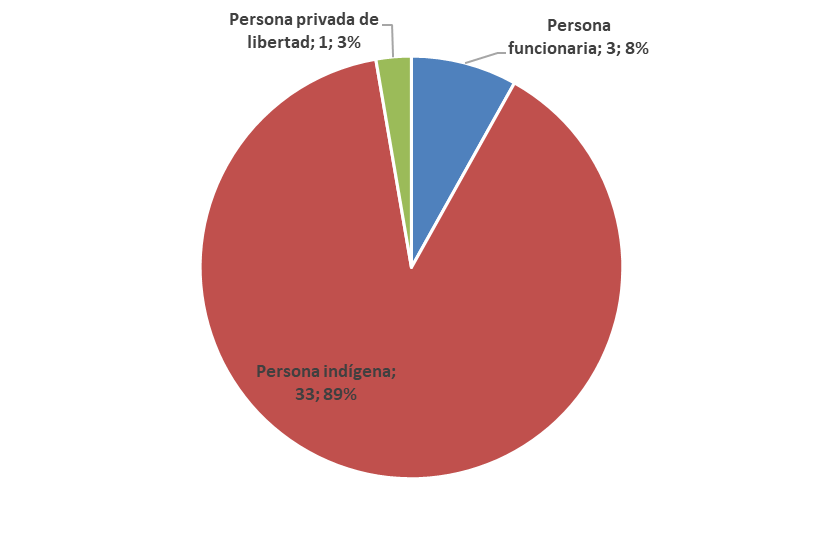 Persona privada de
libertad; 1; 3%
Persona
funcionaria; 3; 8%
Persona indígena;
33; 89%